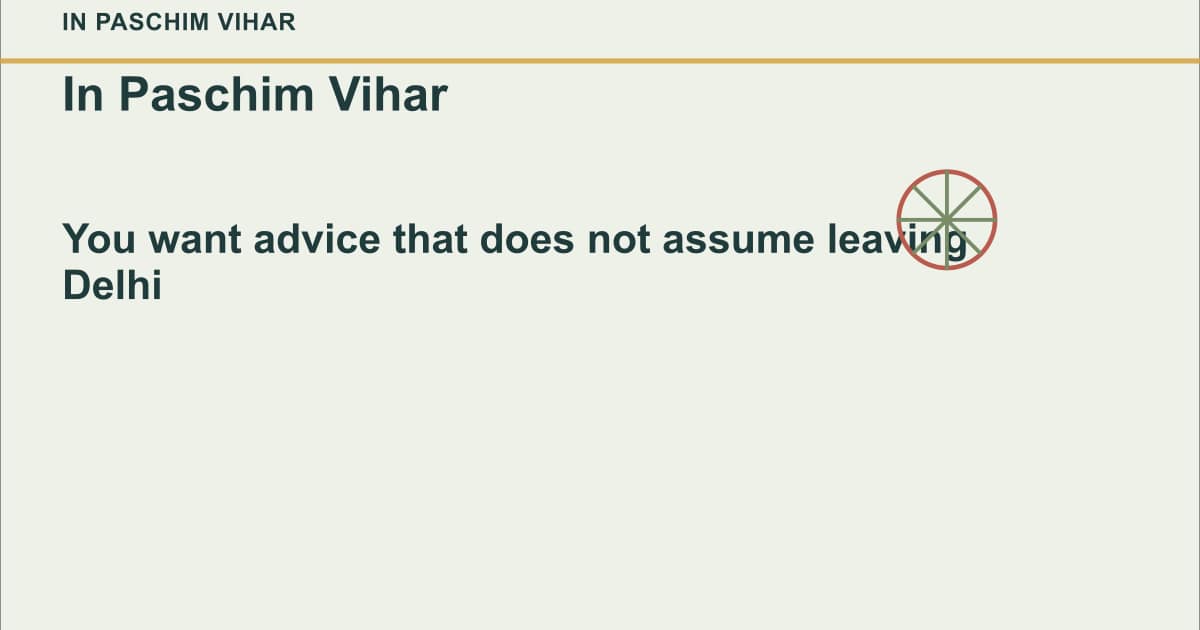 IN PASCHIM VIHAR
In Paschim Vihar
You want advice that does not assume leaving
Delhi